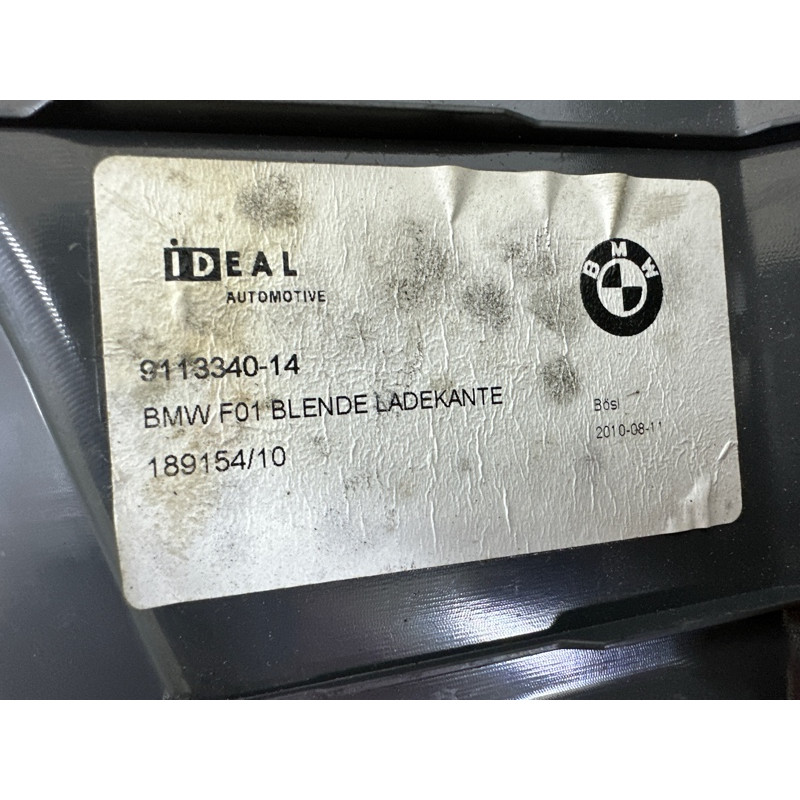 iDEAL
AUTOMOTIVE
BMW
9113340-14
BMW F01 BLENDE LADEKANTE
189154/10
Bösl
2010-08-11